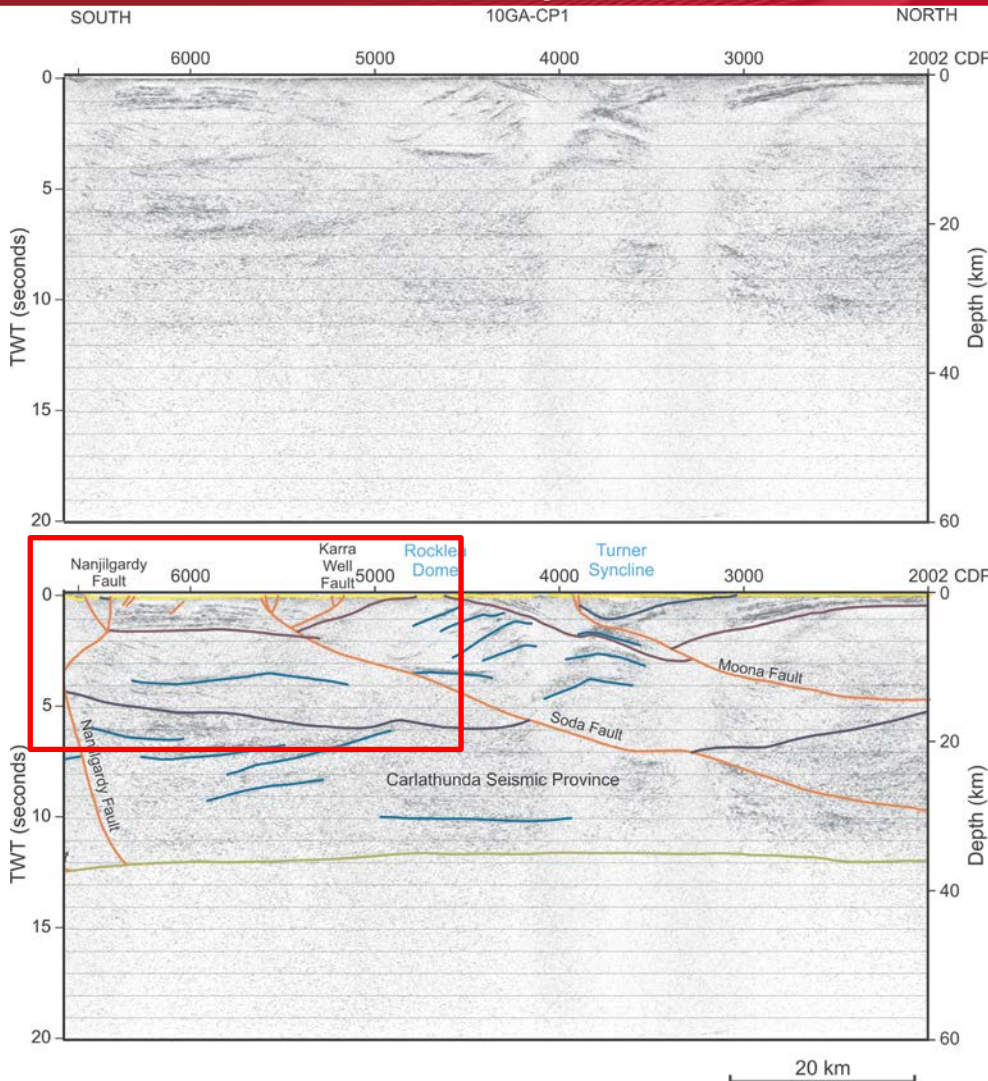 SOUTH 10GA-CP1 NORTH
6000 5000 4000 3000 2002 CDP
0 0
5
20
10
40
15
20 60
TWT (seconds)
Depth (km)
Nanjilgardy
Fault
Karra
Well
Fault
Rocklea
Dome
Turner
Syncline
6000 5000 4000 3000 2002 CDP
0 0
Moona Fault
5
Soda Fault
Nanjilgardy Fault
20
Carlathunda Seismic Province
10
40
15
20 60
TWT (seconds)
Depth (km)
20 km